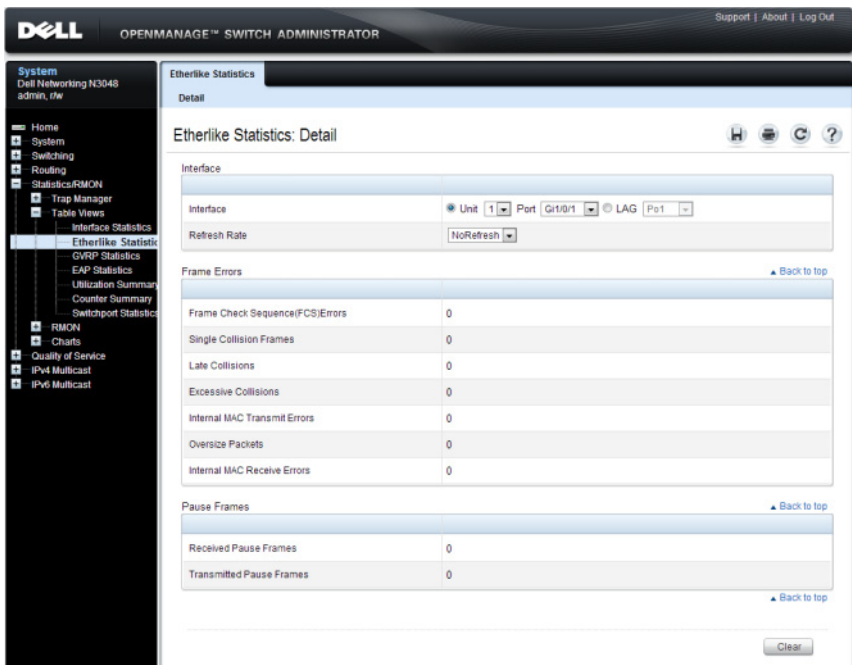 Support | About | Log Out
DELL
OPENMANAGE™ SWITCH ADMINISTRATOR
System
Dell Networking N3048
admin, r/w
Home
System
Switching
Routing
Statistics/RMON
Trap Manager
Table Views
Interface Statistics
Etherlike Statistic
GVRP Statistics
EAP Statistics
Utilization Summary
Counter Summary
Switchport Statistics
RMON
Charts
Quality of Service
IPv4 Multicast
IPv6 Multicast
Etherlike Statistics
Detail
Etherlike Statistics: Detail
?
Interface
Interface Unit 1 Port Gi1/0/1 LAG Po1
Refresh Rate NoRefresh
Frame Errors Back to top
Frame Check Sequence(FCS)Errors 0
Single Collision Frames 0
Late Collisions 0
Excessive Collisions 0
Internal MAC Transmit Errors 0
Oversize Packets 0
Internal MAC Receive Errors 0
Pause Frames Back to top
Received Pause Frames 0
Transmitted Pause Frames 0
Back to top
Clear